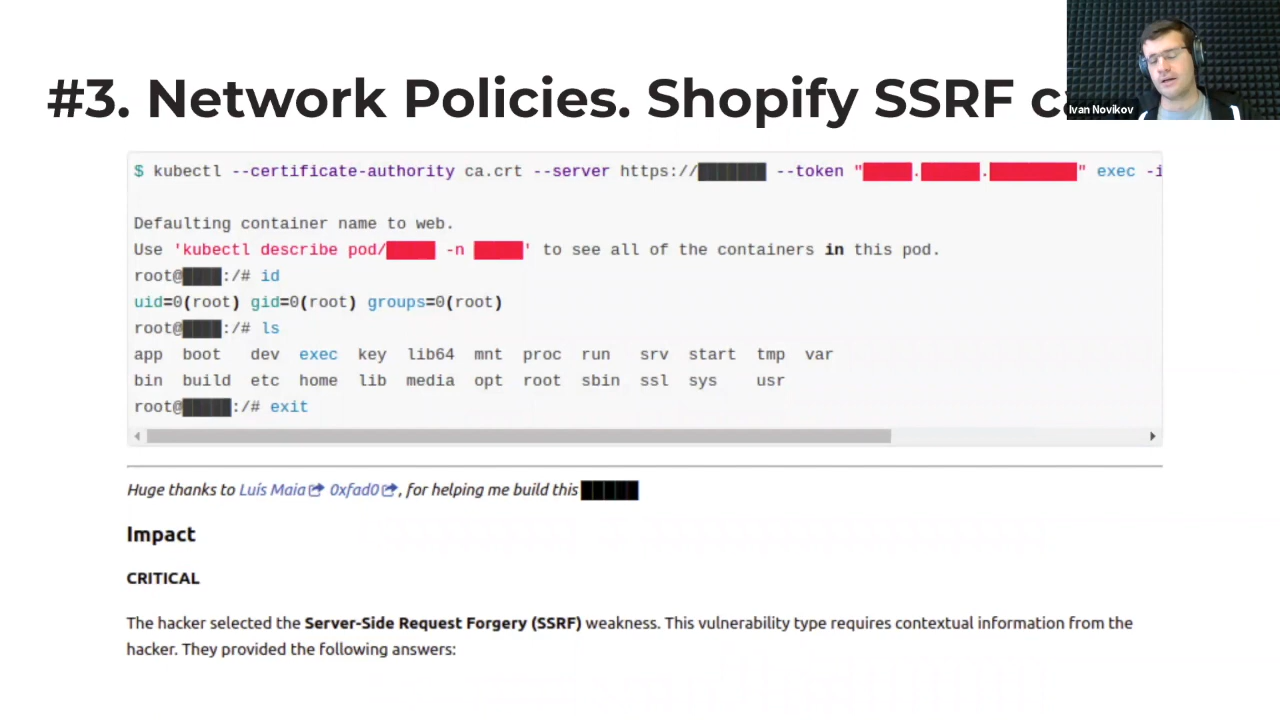 #3. Network Policies. Shopify SSRF
Ivan Novikov
$ kubectl --certificate-authority ca.crt --server https:// --token " . . " exec -i
Defaulting container name to web.
Use 'kubectl describe pod/ -n ' to see all of the containers in this pod.
root@ :/# id
uid=0(root) gid=0(root) groups=0(root)
root@ :/# ls
app boot dev exec key lib64 mnt proc run srv start tmp var
bin build etc home lib media opt root sbin ssl sys usr
root@ :/# exit
Huge thanks to Luís Maia 0xfad0 , for helping me build this
Impact
CRITICAL
The hacker selected the Server-Side Request Forgery (SSRF) weakness. This vulnerability type requires contextual information from the
hacker. They provided the following answers: